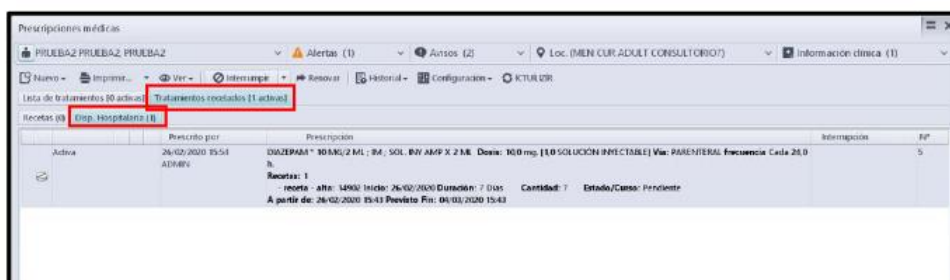 Prescripciones médicas
PRUEBA2 PRUEBA2, PRUEBA2 Alertas (1) Avisos (2) Loc. (MEN CUR ADULT CONSULTORIO7) Información clínica (1)
Nuevo Imprimir... Ver Interrumpir Renovar Historial Configuración
Lista de tratamientos [0 activas] Tratamientos recetados [1 activas]
Recetas (0) Disp. Hospitalaria (1)
Prescrito por Prescripción Interrupción Nº
Activa 26/02/2020 15:51 DIAZEPAM * 10 MG/2 ML ; IM ; SOL. INY AMP X 2 ML Dosis: 10,0 mg. [1,0 SOLUCIÓN INYECTABLE] Vía: PARENTERAL Frecuencia Cada 24,0 5
ADMIN h.
Recetas: 1
- receta - alta: 14902 Inicio: 26/02/2020 Duración: 7 Días Cantidad: 7 Estado/Curso: Pendiente
A partir de: 26/02/2020 15:43 Previsto Fin: 04/03/2020 15:43